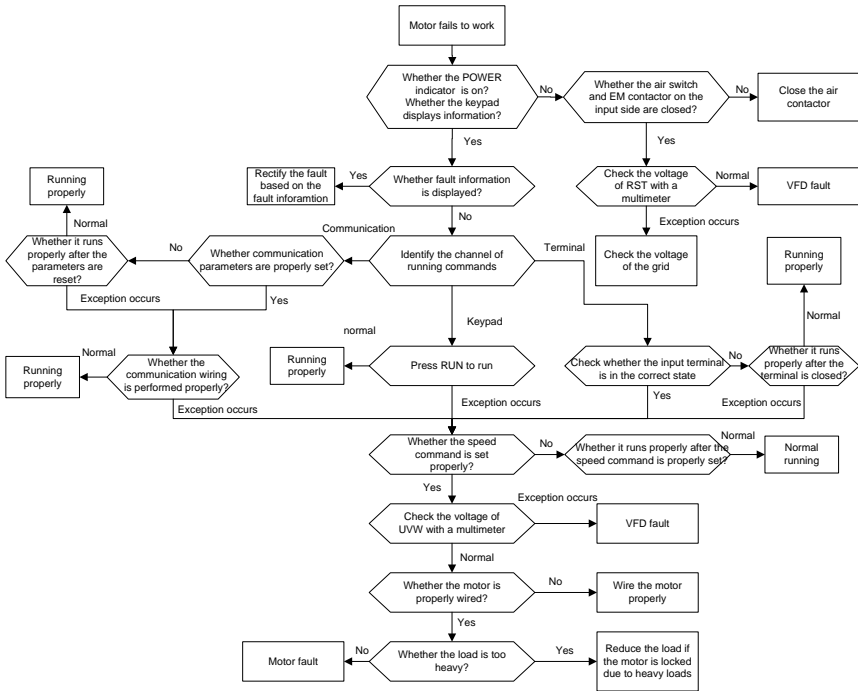 Motor fails to work
Whether the POWER
indicator is on?
Whether the keypad
displays information?
No
Whether the air switch
and EM contactor on the
input side are closed?
No
Close the air
contactor
Yes
Yes
Rectify the fault
based on the
fault inforamtion
Yes
Whether fault information
is displayed?
Check the voltage
of RST with a
multimeter
Normal
VFD fault
Running
properly
Normal
No
Exception occurs
Communication
Terminal
Whether it runs
properly after the
parameters are
reset?
No
Whether communication
parameters are properly set?
Identify the channel of
running commands
Check the voltage
of the grid
Running
properly
Exception occurs
Yes
Keypad
Normal
Running
properly
Normal
Whether the
communication wiring
is performed properly?
normal
Running
properly
Press RUN to run
Check whether the input terminal
is in the correct state
No
Whether it runs
properly after the
terminal is closed?
Exception occurs
Exception occurs
Yes
Exception occurs
Whether the speed
command is set
properly?
No
Whether it runs properly after the
speed command is properly set?
Normal
Normal
running
Yes
Exception occurs
Check the voltage of
UVW with a multimeter
VFD fault
Normal
Whether the motor is
properly wired?
No
Wire the motor
properly
Yes
Motor fault
No
Whether the load is too
heavy?
Yes
Reduce the load if
the motor is locked
due to heavy loads